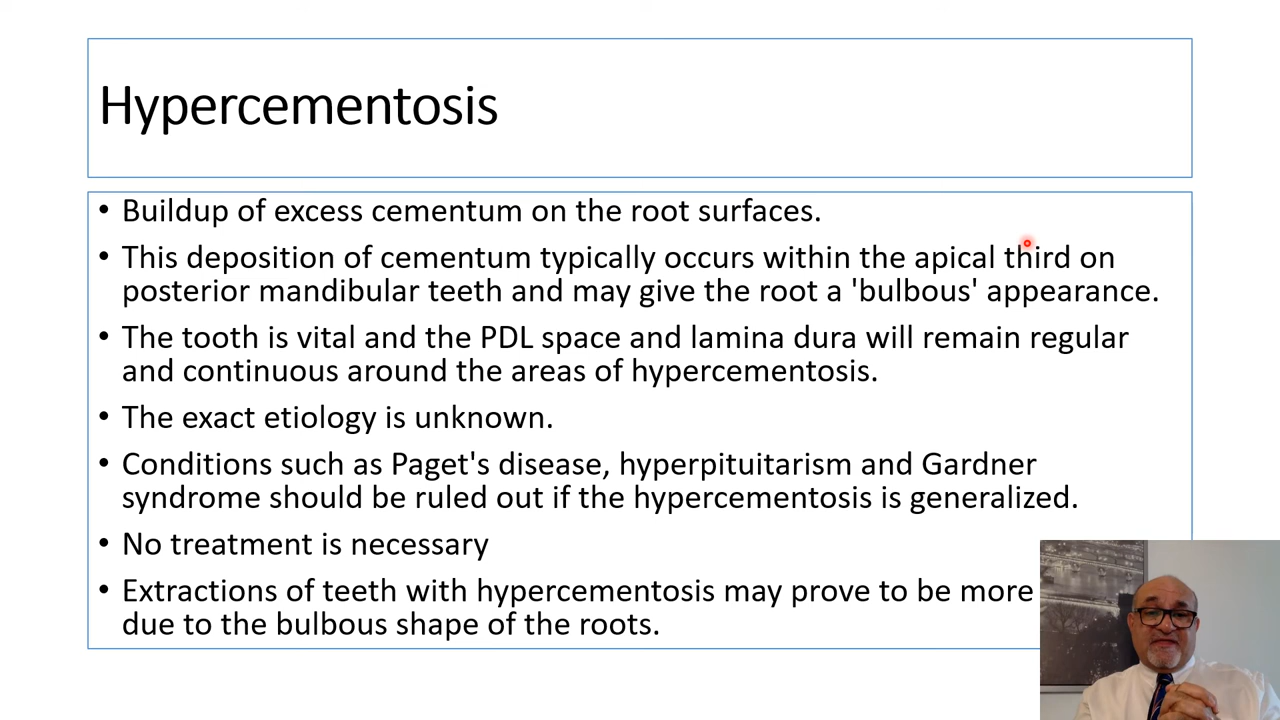 Hypercementosis
• Buildup of excess cementum on the root surfaces.
• This deposition of cementum typically occurs within the apical third on
posterior mandibular teeth and may give the root a 'bulbous' appearance.
• The tooth is vital and the PDL space and lamina dura will remain regular
and continuous around the areas of hypercementosis.
• The exact etiology is unknown.
• Conditions such as Paget's disease, hyperpituitarism and Gardner
syndrome should be ruled out if the hypercementosis is generalized.
• No treatment is necessary
• Extractions of teeth with hypercementosis may prove to be more
due to the bulbous shape of the roots.